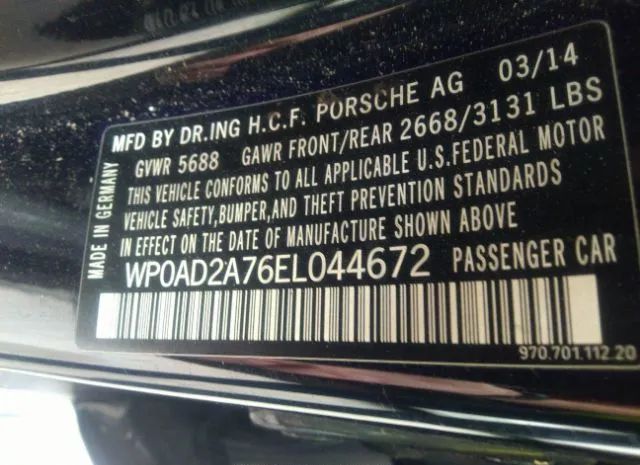 MFD BY DR.ING H.C.F. PORSCHE AG 03/14
GVWR 5688 GAWR FRONT/REAR 2668/3131 LBS
THIS VEHICLE CONFORMS TO ALL APPLICABLE U.S.FEDERAL MOTOR
VEHICLE SAFETY,BUMPER,AND THEFT PREVENTION STANDARDS
IN EFFECT ON THE DATE OF MANUFACTURE SHOWN ABOVE
WP0AD2A76EL044672 PASSENGER CAR
970.701.112.20
MADE IN GERMANY